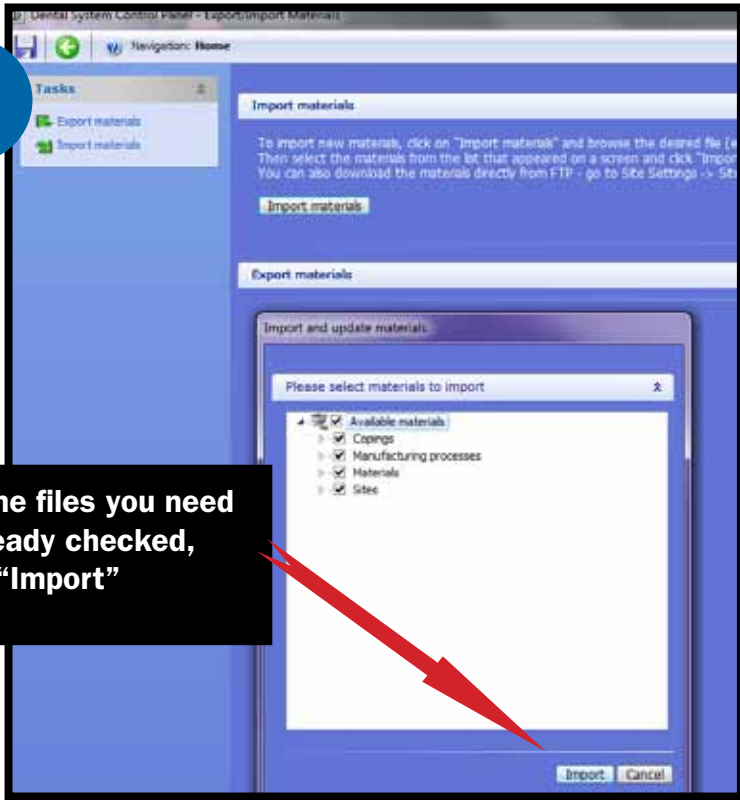 Dental System Control Panel - Export/Import Materials
Navigation: Home
Tasks
Export materials
Import materials
Import materials
To import new materials, click on "Import materials" and browse the desired file (e
Then select the materials from the list that appeared on a screen and click "Impor
You can also download the materials directly from FTP - go to Site Settings -> Sit
Import materials
Export materials
Import and update materials
Please select materials to import
Available materials
Copings
Manufacturing processes
Materials
Sites
files you need
checked,
"Import"
Import Cancel